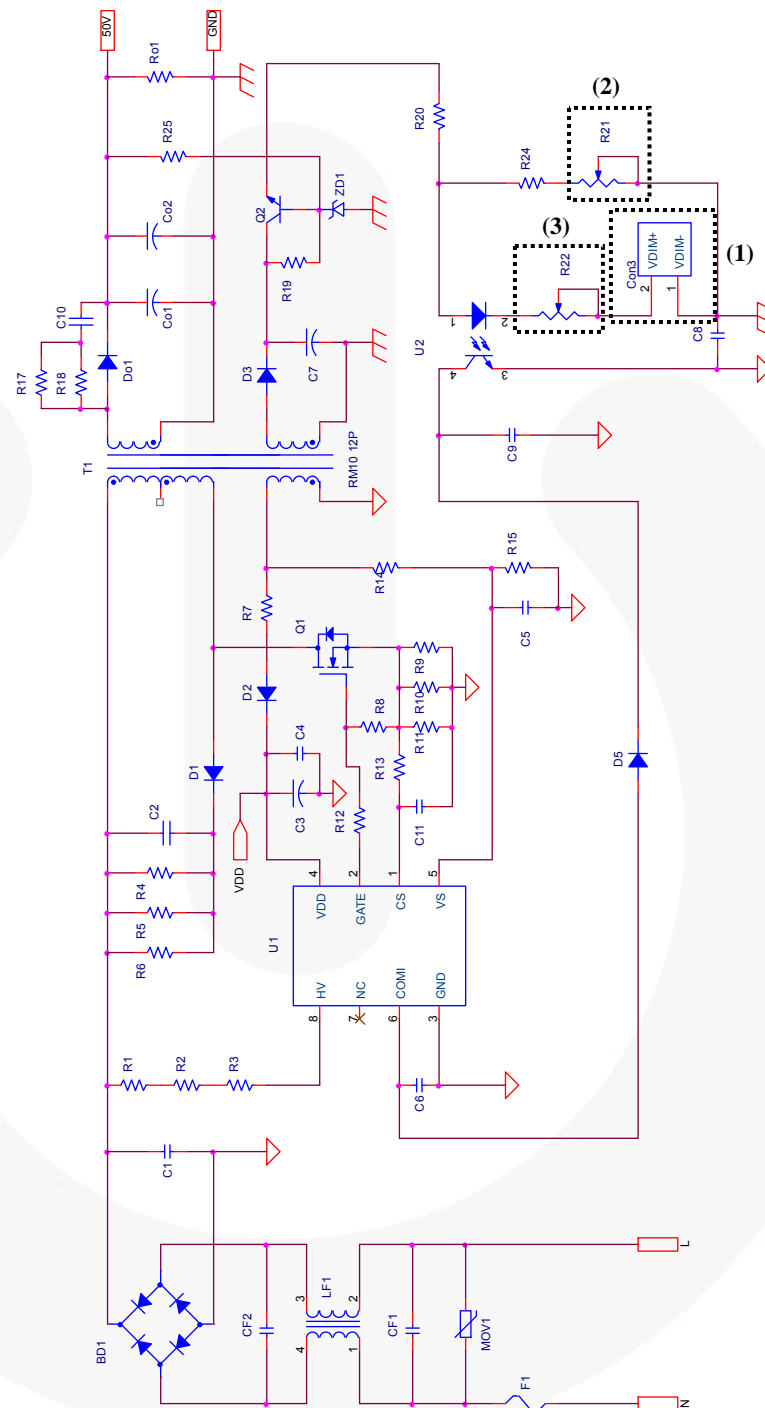 50V
GND
Ro1
R25
Co2
Co1
C10
R17
R18
Do1
T1
RM10 12P
Q2
ZD1
R19
D3
C7
R20
(2)
R21
R24
(3)
R22
(1)
Con3
VDIM+
VDIM-
2
1
1
2
U2
4
3
C8
C9
R14
R15
C5
R7
Q1
D2
R8
R9
R10
R11
R13
C11
R12
C4
C3
D1
C2
R4
R5
R6
VDD
D5
4
2
1
5
VDD
GATE
CS
VS
U1
HV
NC
COMI
GND
8
7
6
3
R1
R2
R3
C6
C1
BD1
CF2
3
LF1
4
2
1
CF1
MOV1
F1
L
N